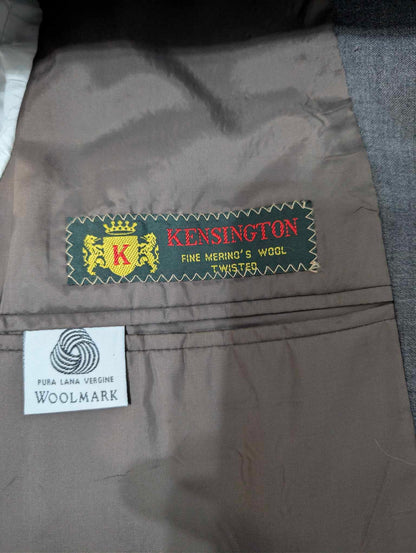 K
KENSINGTON
FINE MERINO'S WOOL
TWISTED
PURA LANA VERGINE
WOOLMARK